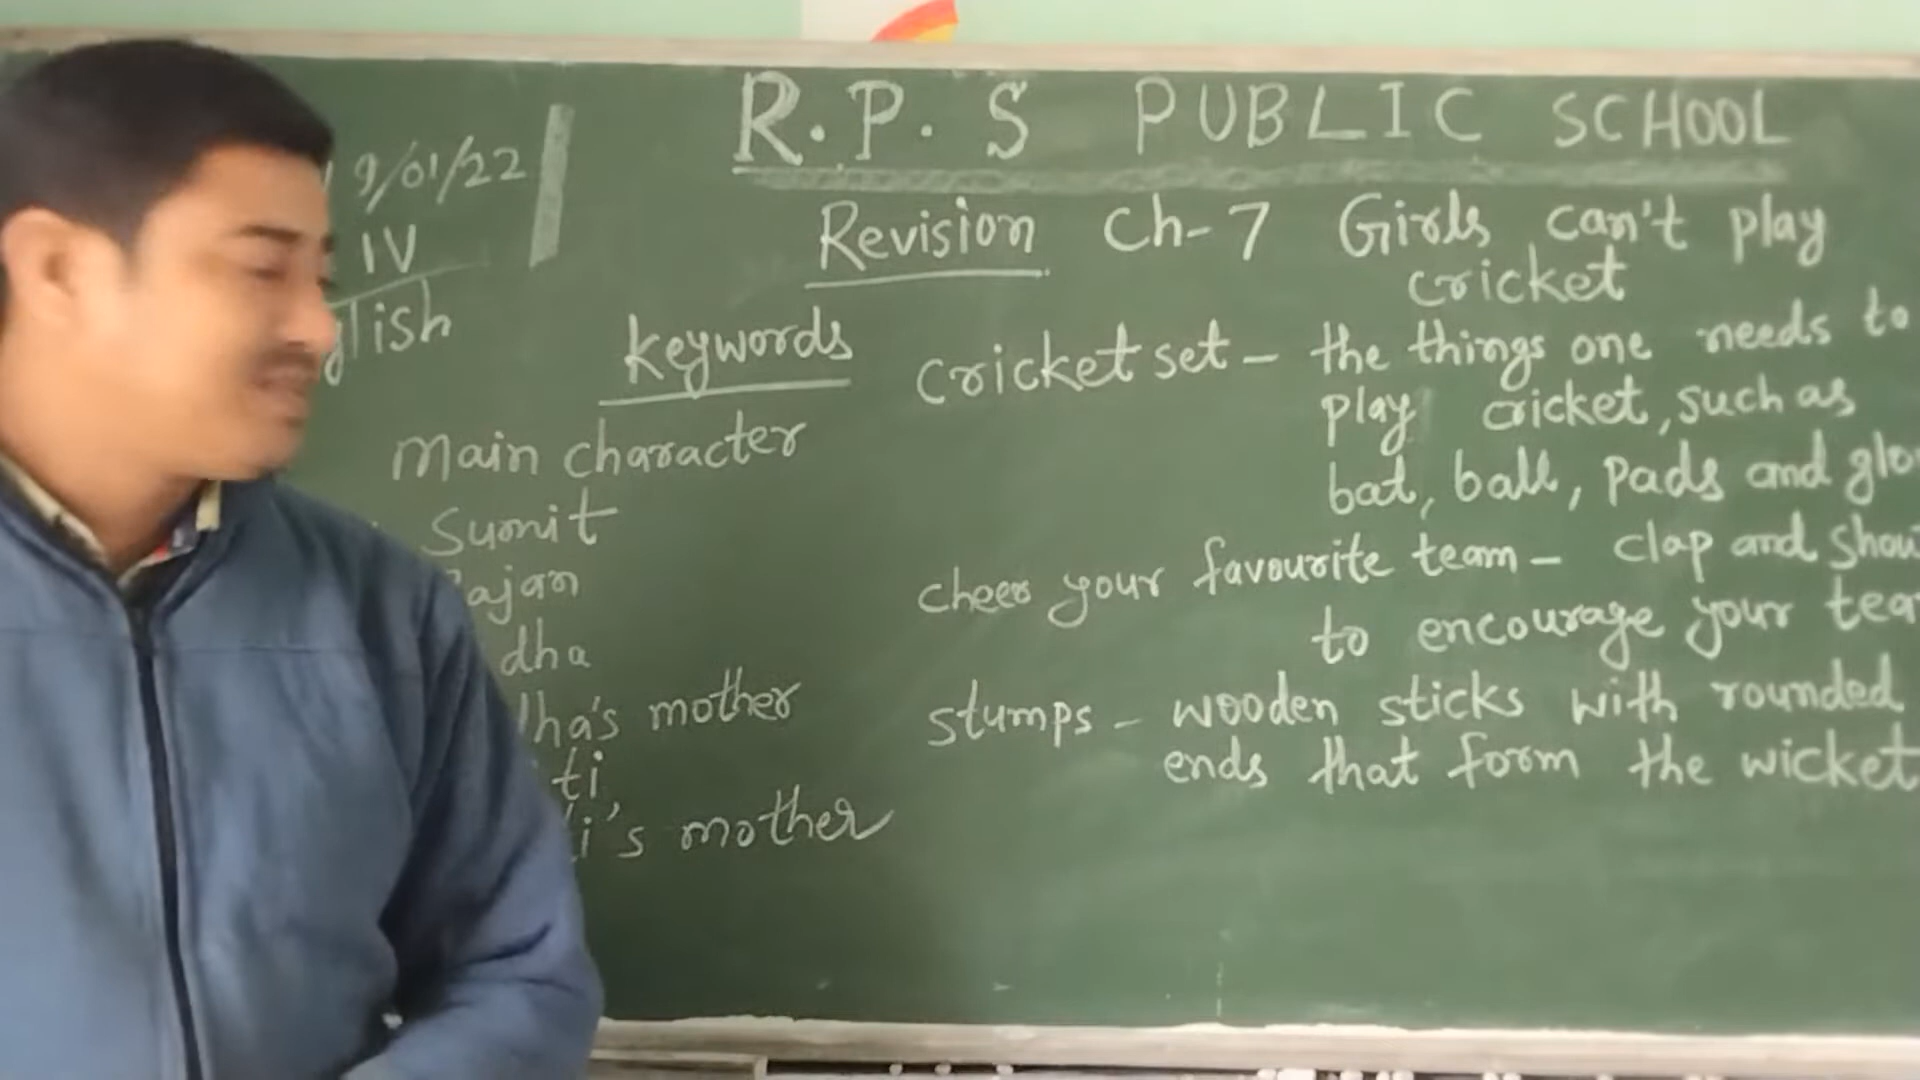 R.P.S PUBLIC SCHOOL
9/01/22
IV
Revision Ch-7 Girls can't play
cricket
keywords
cricket set - the things one needs to
play cricket, such as
bat, ball, pads and
Main character
Sumit
cheer your favourite team - clap and
to encourage your
stumps - wooden sticks with rounded
ends that form the wicket
mother
mother